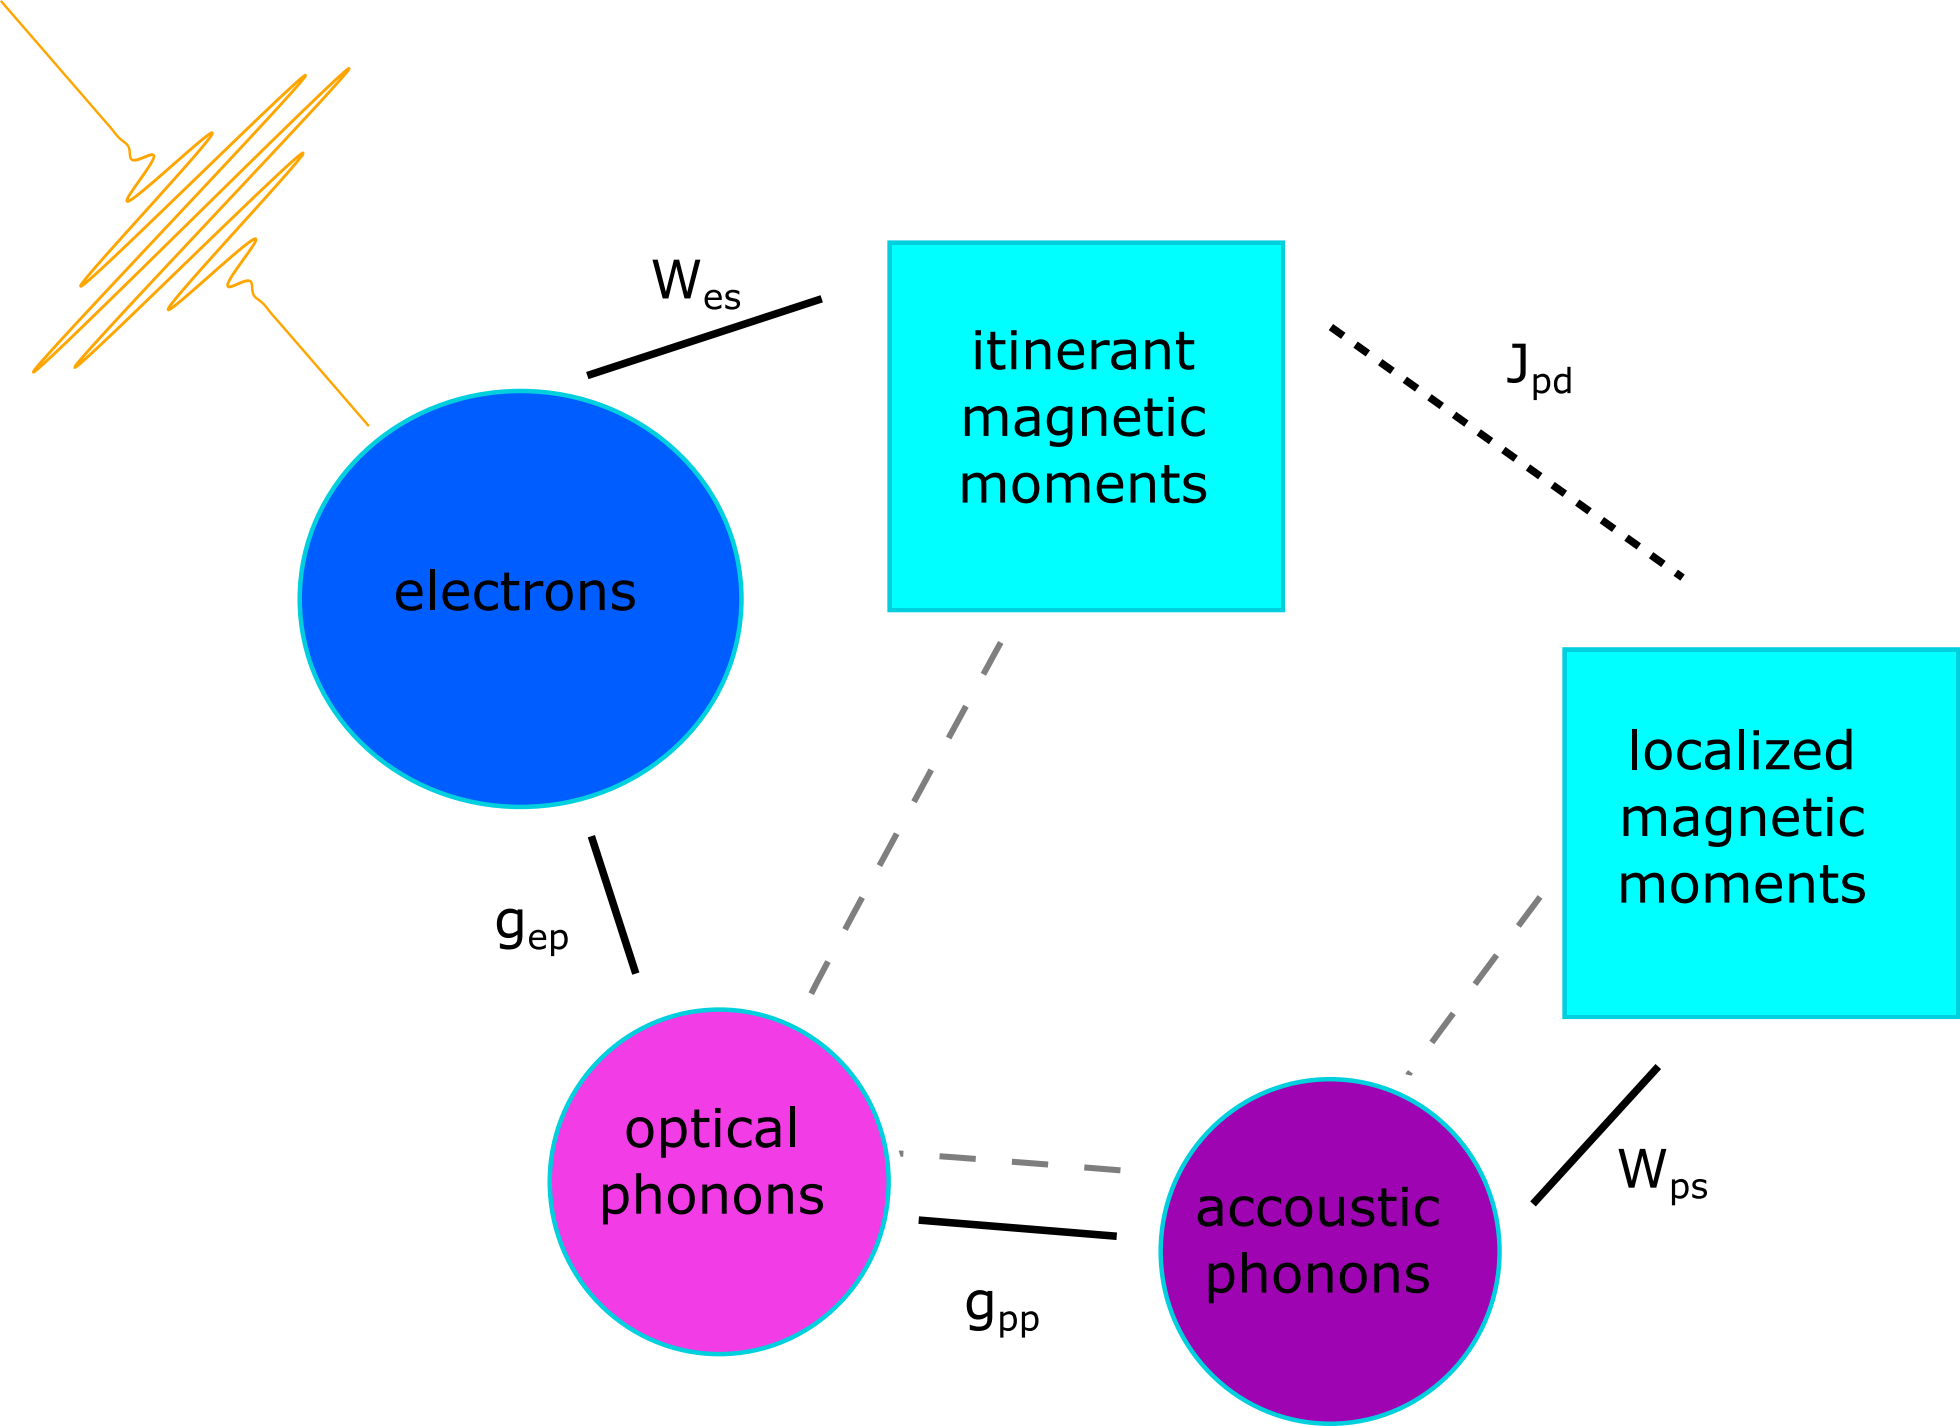 W_es
itinerant
magnetic
moments
J_pd
electrons
localized
magnetic
moments
g_ep
optical
phonons
accoustic
phonons
W_ps
g_pp